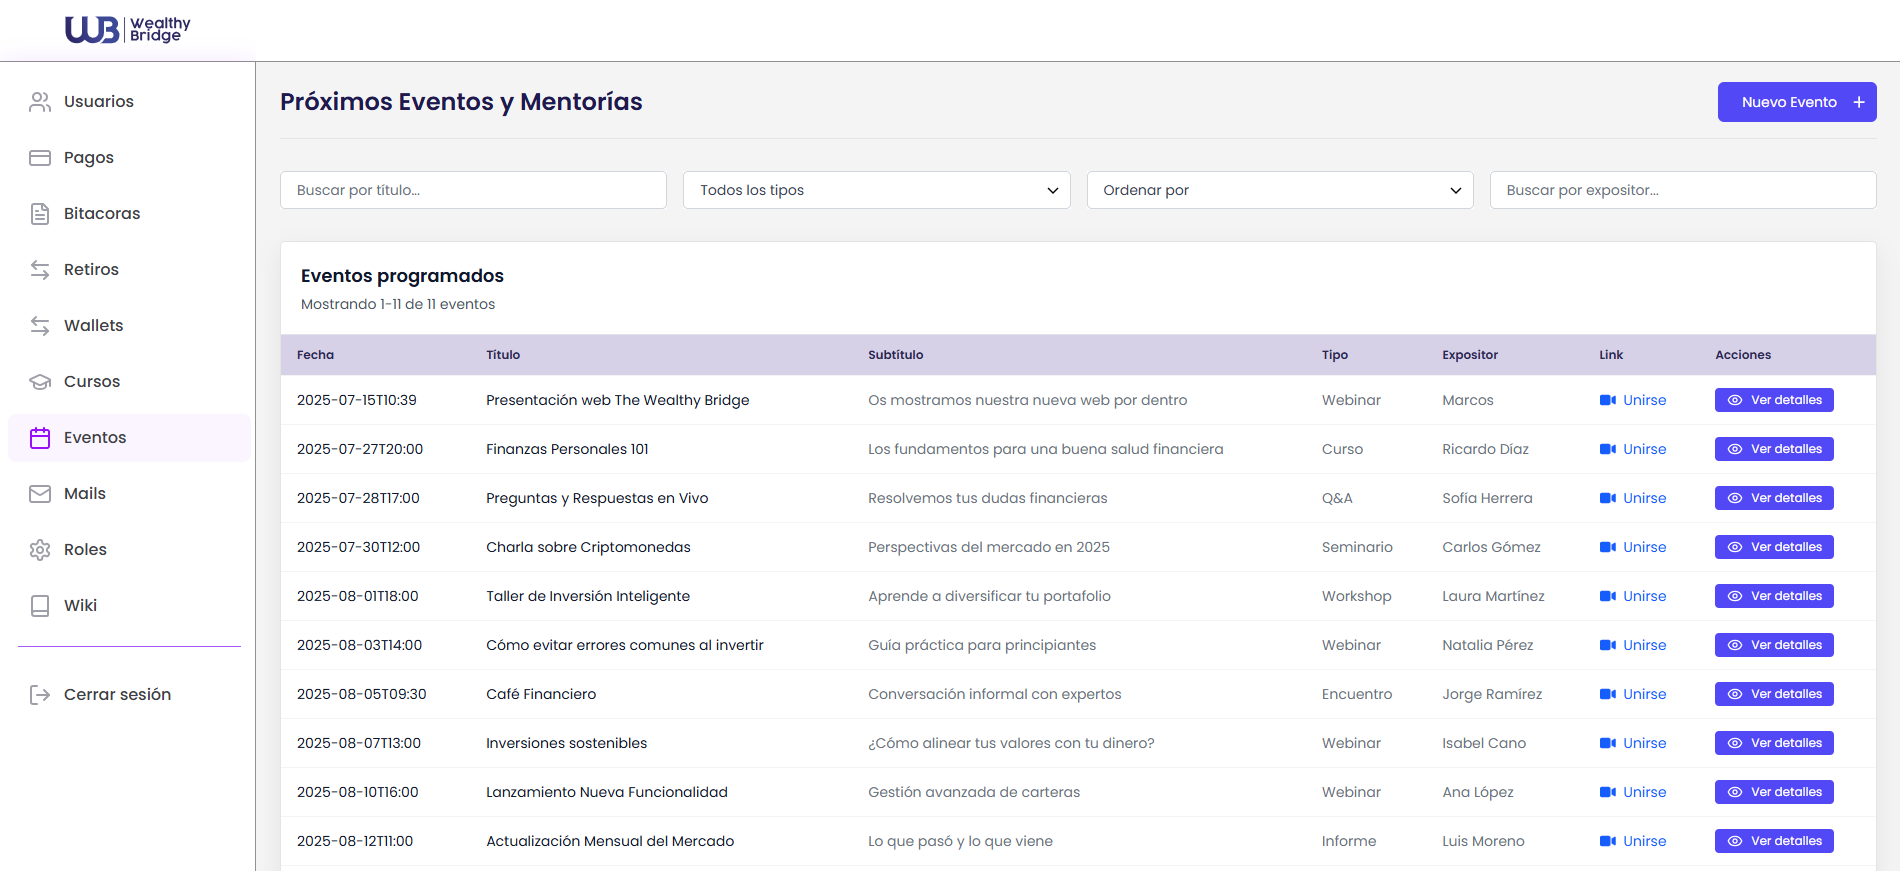 WB Wealthy Bridge
Usuarios
Pagos
Bitacoras
Retiros
Wallets
Cursos
Eventos
Mails
Roles
Wiki
Cerrar sesión
Próximos Eventos y Mentorías
Nuevo Evento +
Buscar por título... Todos los tipos Ordenar por Buscar por expositor...
Eventos programados
Mostrando 1-11 de 11 eventos
Fecha Título Subtítulo Tipo Expositor Link Acciones
2025-07-15T10:39 Presentación web The Wealthy Bridge Os mostramos nuestra nueva web por dentro Webinar Marcos Unirse Ver detalles
2025-07-27T20:00 Finanzas Personales 101 Los fundamentos para una buena salud financiera Curso Ricardo Díaz Unirse Ver detalles
2025-07-28T17:00 Preguntas y Respuestas en Vivo Resolvemos tus dudas financieras Q&A Sofía Herrera Unirse Ver detalles
2025-07-30T12:00 Charla sobre Criptomonedas Perspectivas del mercado en 2025 Seminario Carlos Gómez Unirse Ver detalles
2025-08-01T18:00 Taller de Inversión Inteligente Aprende a diversificar tu portafolio Workshop Laura Martínez Unirse Ver detalles
2025-08-03T14:00 Cómo evitar errores comunes al invertir Guía práctica para principiantes Webinar Natalia Pérez Unirse Ver detalles
2025-08-05T09:30 Café Financiero Conversación informal con expertos Encuentro Jorge Ramírez Unirse Ver detalles
2025-08-07T13:00 Inversiones sostenibles ¿Cómo alinear tus valores con tu dinero? Webinar Isabel Cano Unirse Ver detalles
2025-08-10T16:00 Lanzamiento Nueva Funcionalidad Gestión avanzada de carteras Webinar Ana López Unirse Ver detalles
2025-08-12T11:00 Actualización Mensual del Mercado Lo que pasó y lo que viene Informe Luis Moreno Unirse Ver detalles